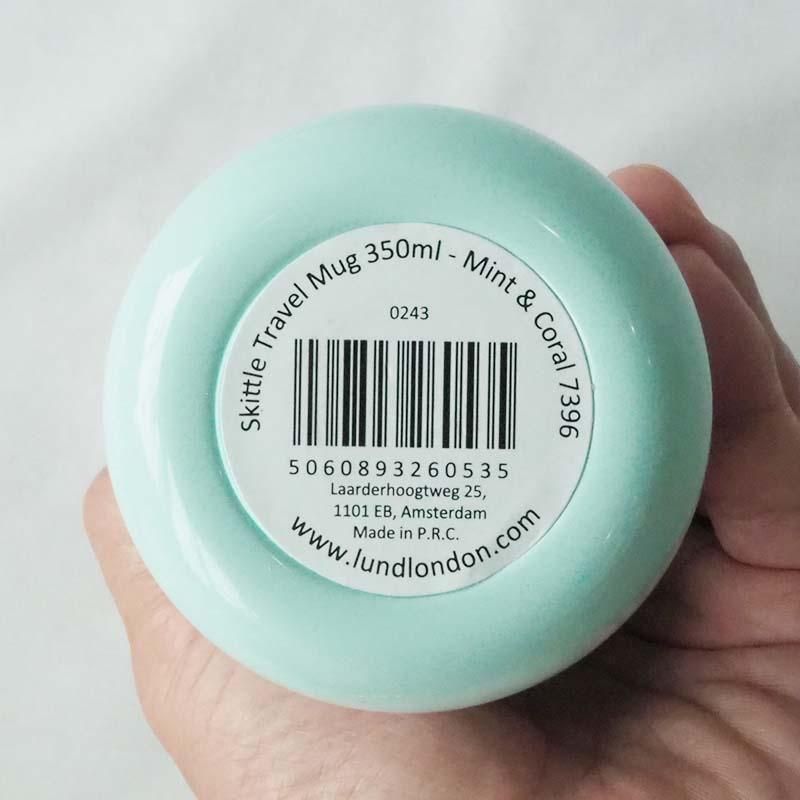 Skittle Travel Mug 350ml - Mint & Coral 7396
0243
5060893260535
Laarderhoogtweg 25,
1101 EB, Amsterdam
Made in P.R.C.
www.lundlondon.com